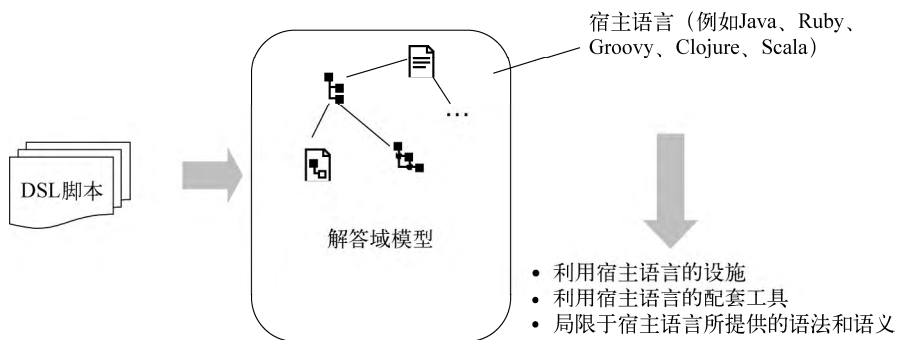 宿主语言（例如Java、Ruby、
Groovy、Clojure、Scala）
...
DSL脚本
解答域模型
• 利用宿主语言的设施
• 利用宿主语言的配套工具
• 局限于宿主语言所提供的语法和语义